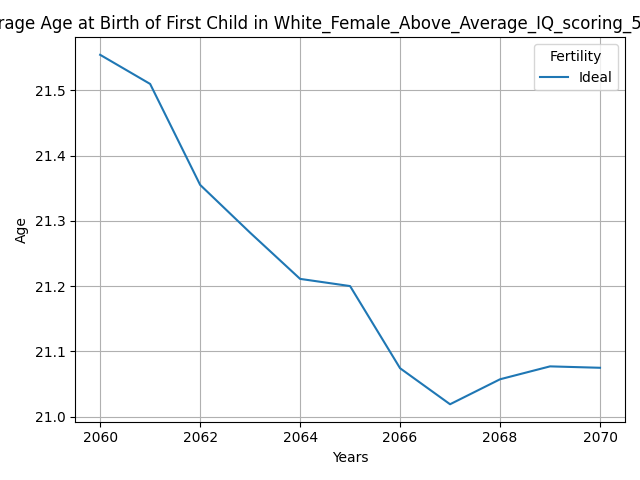 Age at Birth of First Child in White_Female_Above_Average_IQ_scoring_5
Fertility
Ideal
21.5
21.4
21.3
21.2
21.1
21.0
Age
2060 2062 2064 2066 2068 2070
Years